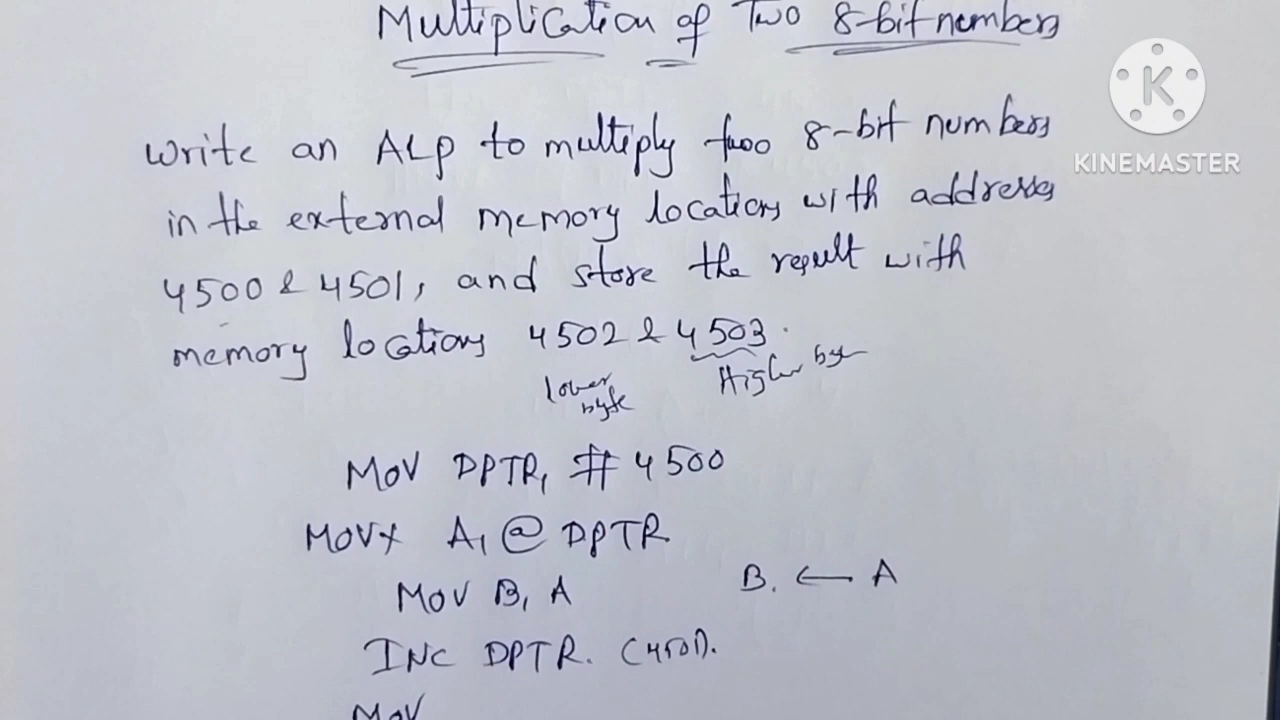 Multiplication of Two 8-bit numbers
K
KINEMASTER
Write an ALP to multiply two 8-bit numbers
in the external memory locations with addresses
4500 & 4501, and store the result with
memory locations 4502 & 4503.
lower byte
Higher byte
MOV DPTR, # 4500
MOVX A, @ DPTR
MOV B, A B. ← A
INC DPTR. (4501).
MOV